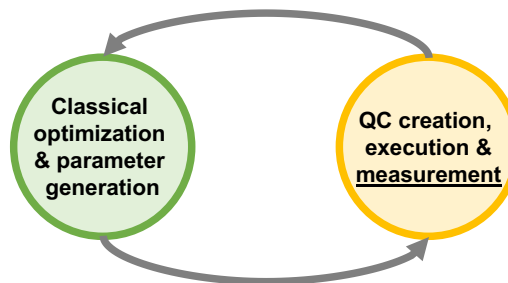 Classical
optimization
& parameter
generation
QC creation,
execution &
measurement